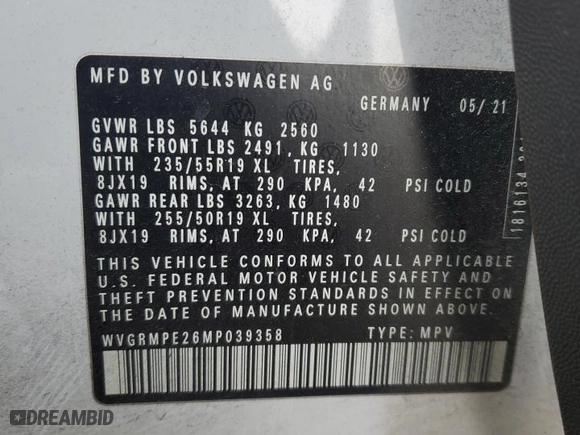 MFD BY VOLKSWAGEN AG
GERMANY 05/ 21
GVWR LBS 5644 KG 2560
GAWR FRONT LBS 2491, KG 1130
WITH 235/55R19 XL TIRES,
8JX19 RIMS, AT 290 KPA, 42 PSI COLD
GAWR REAR LBS 3263, KG 1480
WITH 255/50R19 XL TIRES,
8JX19 RIMS, AT 290 KPA, 42 PSI COLD
THIS VEHICLE CONFORMS TO ALL APPLICABLE
U.S. FEDERAL MOTOR VEHICLE SAFETY AND
THEFT PREVENTION STANDARDS IN EFFECT ON
THE DATE OF MANUFACTURE SHOWN ABOVE.
WVGRMPE26MP039358 TYPE: MPV
1816134
DREAMBID